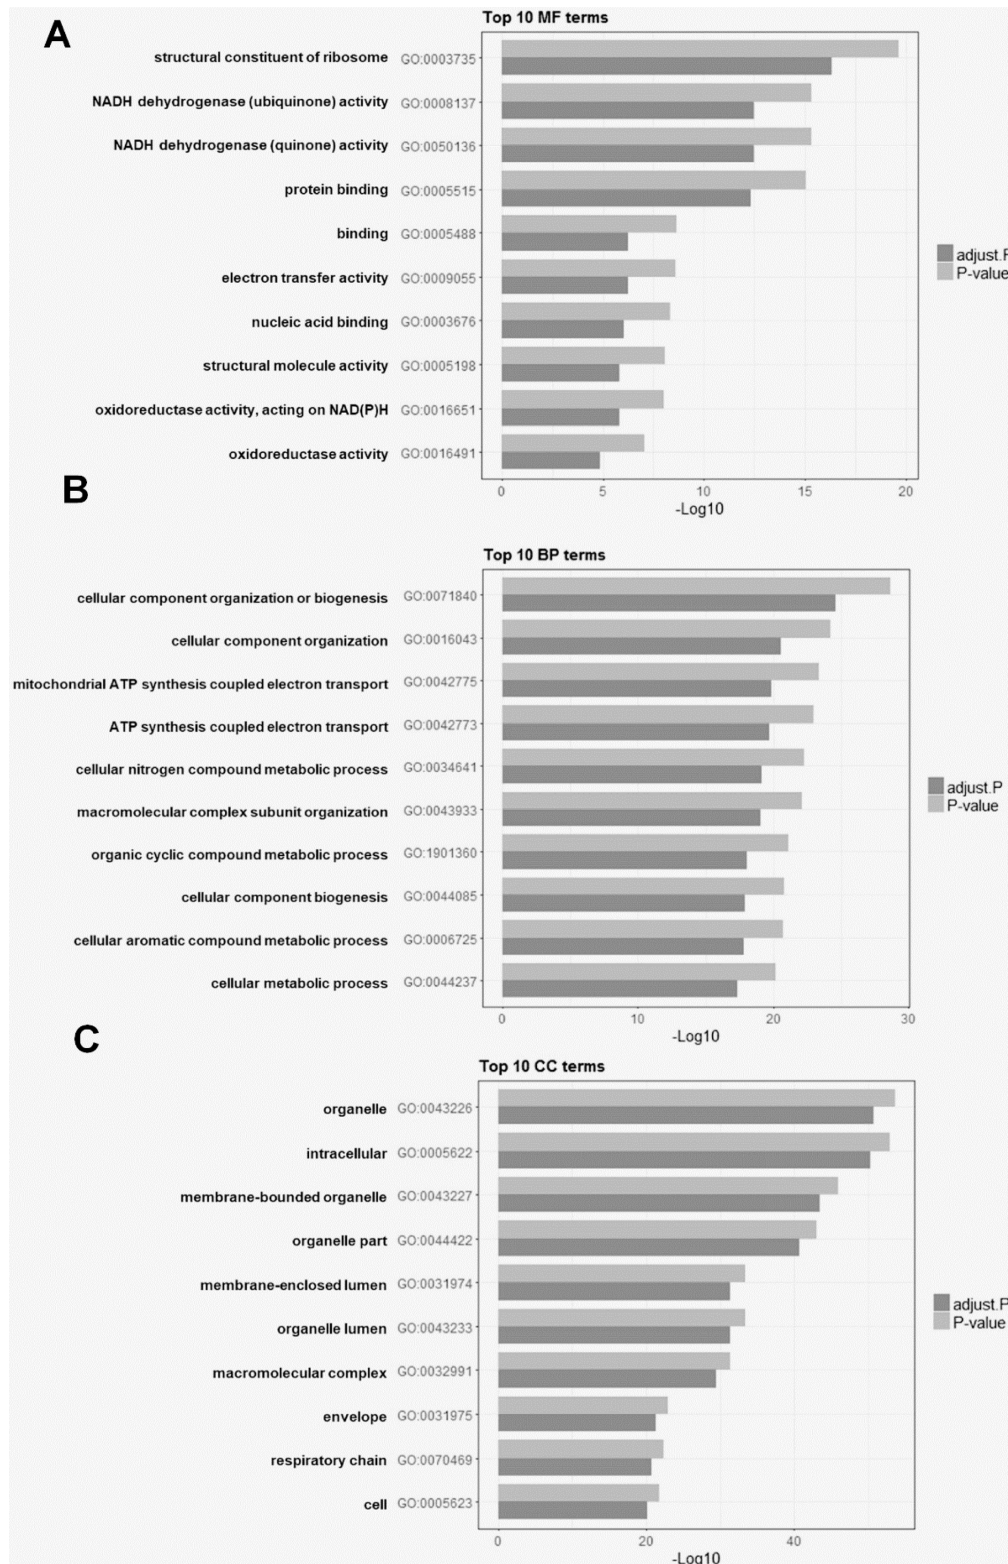 A
Top 10 MF terms
structural constituent of ribosome GO:0003735
NADH dehydrogenase (ubiquinone) activity GO:0008137
NADH dehydrogenase (quinone) activity GO:0050136
protein binding GO:0005515
binding GO:0005488
electron transfer activity GO:0009055
nucleic acid binding GO:0003676
structural molecule activity GO:0005198
oxidoreductase activity, acting on NAD(P)H GO:0016651
oxidoreductase activity GO:0016491
adjust.P
P-value
0 5 10 15 20
-Log10
B
Top 10 BP terms
cellular component organization or biogenesis GO:0071840
cellular component organization GO:0016043
mitochondrial ATP synthesis coupled electron transport GO:0042775
ATP synthesis coupled electron transport GO:0042773
cellular nitrogen compound metabolic process GO:0034641
macromolecular complex subunit organization GO:0043933
organic cyclic compound metabolic process GO:1901360
cellular component biogenesis GO:0044085
cellular aromatic compound metabolic process GO:0006725
cellular metabolic process GO:0044237
adjust.P
P-value
0 10 20 30
-Log10
C
Top 10 CC terms
organelle GO:0043226
intracellular GO:0005622
membrane-bounded organelle GO:0043227
organelle part GO:0044422
membrane-enclosed lumen GO:0031974
organelle lumen GO:0043233
macromolecular complex GO:0032991
envelope GO:0031975
respiratory chain GO:0070469
cell GO:0005623
adjust.P
P-value
0 20 40
-Log10